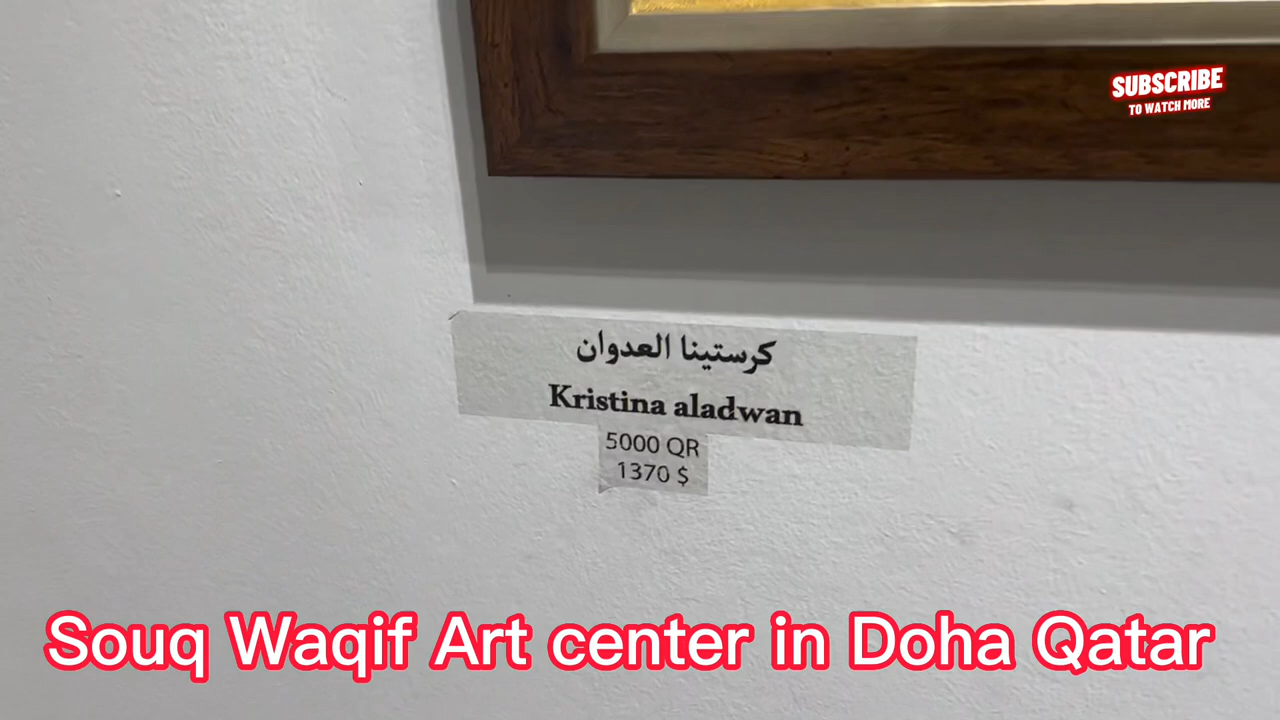 SUBSCRIBE
TO WATCH MORE
كرستينا العدوان
Kristina aladwan
5000 QR
1370 $
Souq Waqif Art center in Doha Qatar